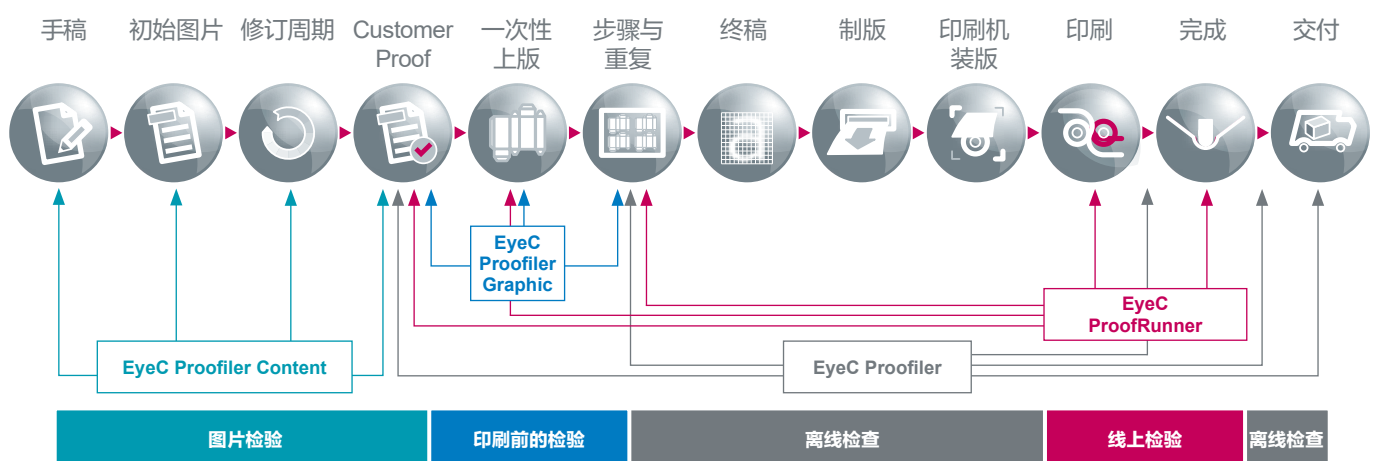 手稿
初始图片
修订周期
Customer
Proof
一次性
上版
步骤与
重复
终稿
制版
印刷机
装版
印刷
完成
交付
a
EyeC
Proofiler
Graphic
EyeC
ProofRunner
EyeC Proofiler Content
EyeC Proofiler
图片检验
印刷前的检验
离线检查
线上检验
离线检查